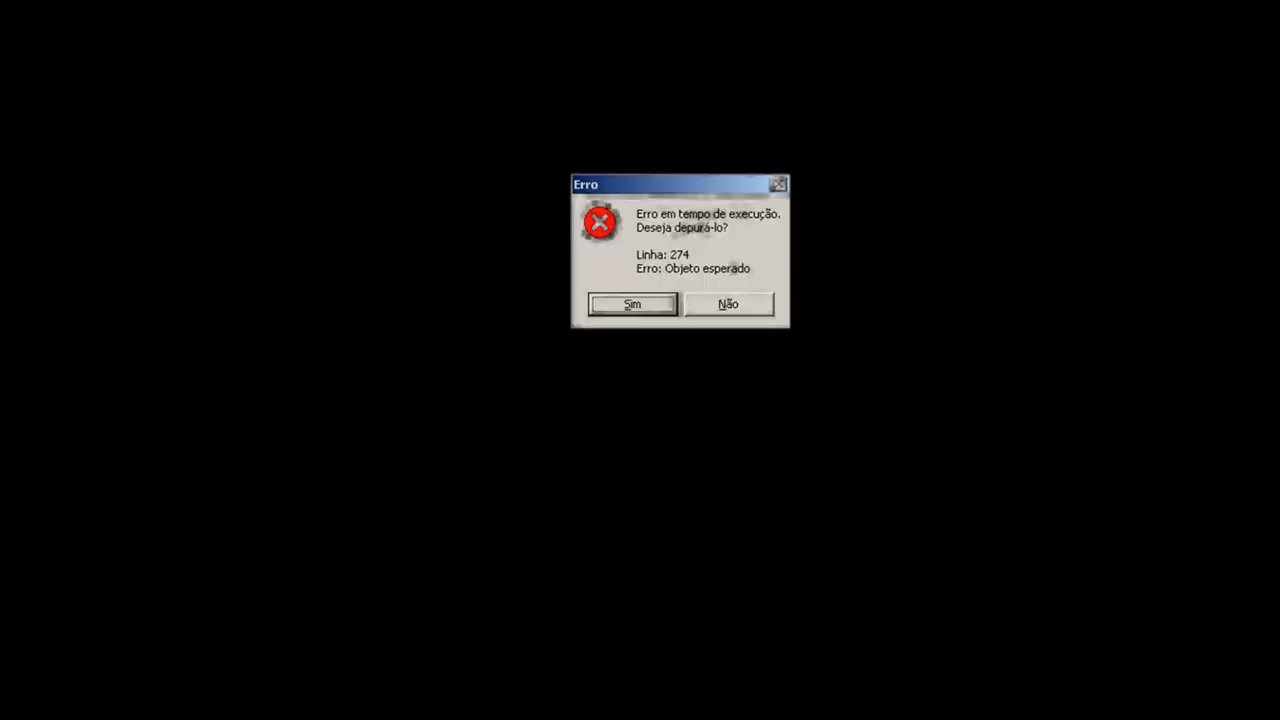 Erro
Erro em tempo de execução.
Deseja depurá-lo?
Linha: 274
Erro: Objeto esperado
Sim
Não